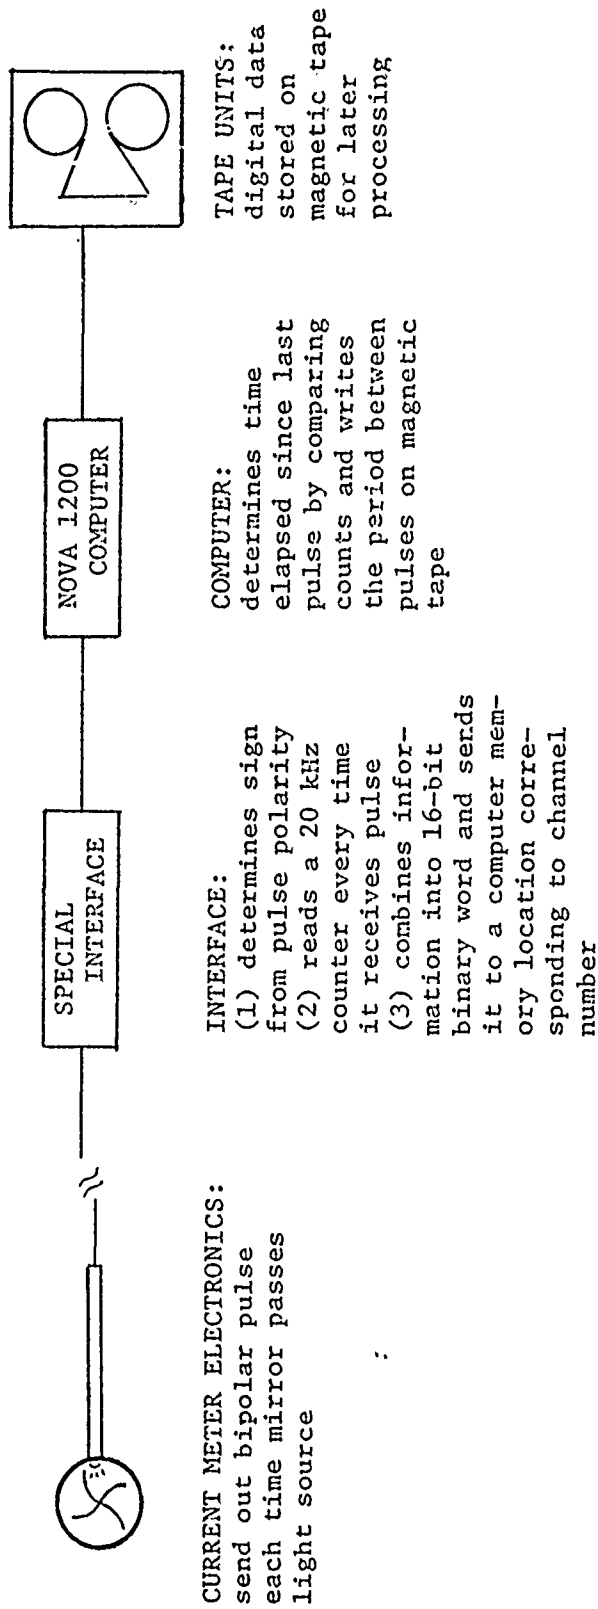 CURRENT METER ELECTRONICS:
send out bipolar pulse
each time mirror passes
light source
SPECIAL
INTERFACE
INTERFACE:
(1) determines sign
from pulse polarity
(2) reads a 20 kHz
counter every time
it receives pulse
(3) combines infor-
mation into 16-bit
binary word and sends
it to a computer mem-
ory location corre-
sponding to channel
number
NOVA 1200
COMPUTER
COMPUTER:
determines time
elapsed since last
pulse by comparing
counts and writes
the period between
pulses on magnetic
tape
TAPE UNITS:
digital data
stored on
magnetic tape
for later
processing